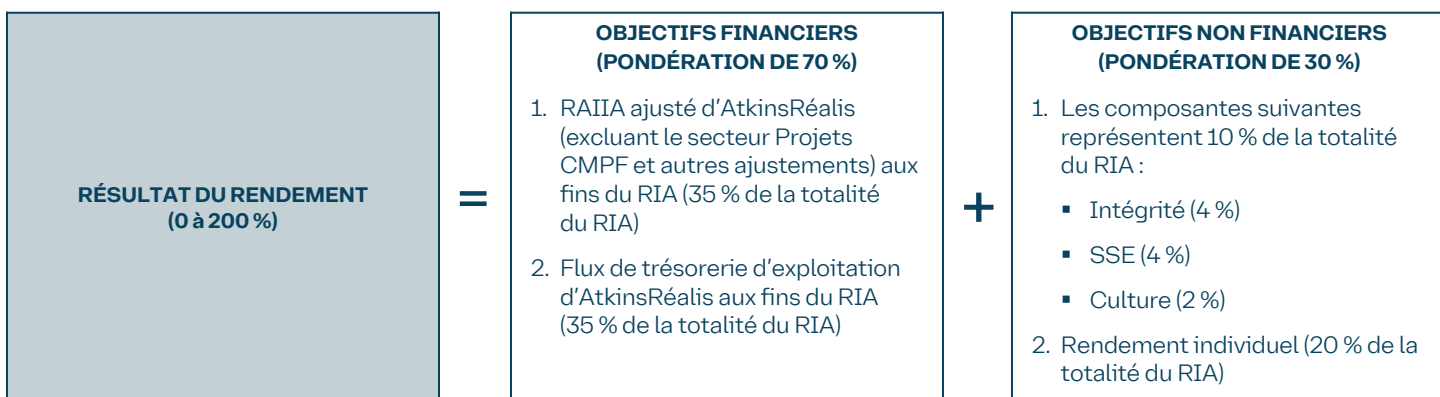 RÉSULTAT DU RENDEMENT
(0 à 200 %)
=
OBJECTIFS FINANCIERS
(PONDÉRATION DE 70 %)
1. RAIIA ajusté d'AtkinsRéalis
(excluant le secteur Projets
CMPF et autres ajustements) aux
fins du RIA (35 % de la totalité
du RIA)
2. Flux de trésorerie d'exploitation
d'AtkinsRéalis aux fins du RIA
(35 % de la totalité du RIA)
+
OBJECTIFS NON FINANCIERS
(PONDÉRATION DE 30 %)
1. Les composantes suivantes
représentent 10 % de la totalité
du RIA :
▪ Intégrité (4 %)
▪ SSE (4 %)
▪ Culture (2 %)
2. Rendement individuel (20 % de la
totalité du RIA)